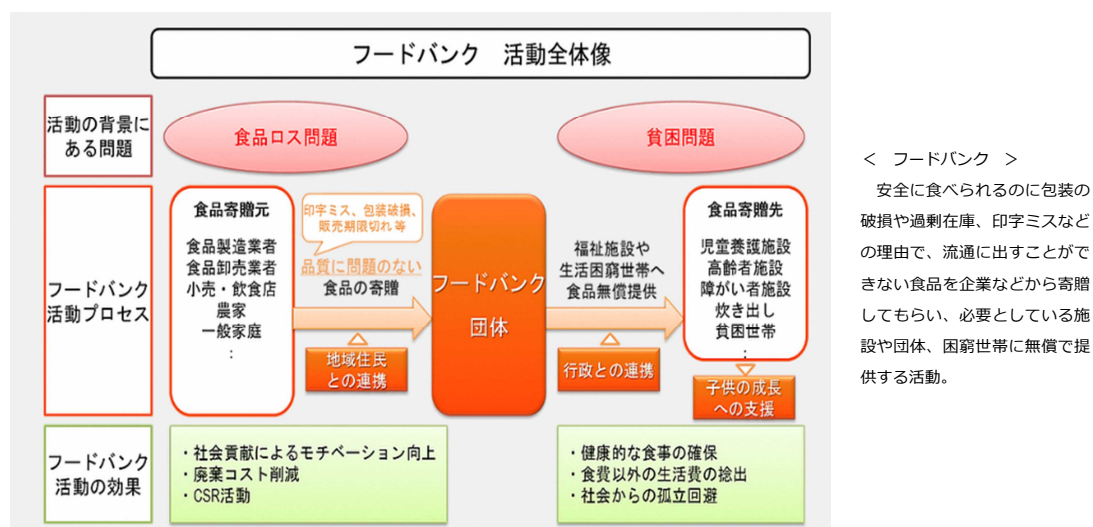 フードバンク　活動全体像
活動の背景に
ある問題
食品ロス問題
貧困問題
フードバンク
活動プロセス
食品寄贈元
食品製造業者
食品卸売業者
小売・飲食店
農家
一般家庭
：
印字ミス、包装破損、
販売期限切れ等
品質に問題のない
食品の寄贈
地域住民
との連携
フードバンク
団体
福祉施設や
生活困窮世帯へ
食品無償提供
行政との連携
食品寄贈先
児童養護施設
高齢者施設
障がい者施設
炊き出し
貧困世帯
：
子供の成長
への支援
フードバンク
活動の効果
・社会貢献によるモチベーション向上
・廃棄コスト削減
・CSR活動
・健康的な食事の確保
・食費以外の生活費の捻出
・社会からの孤立回避
＜　フードバンク　＞
　安全に食べられるのに包装の
破損や過剰在庫、印字ミスなど
の理由で、流通に出すことがで
きない食品を企業などから寄贈
してもらい、必要としている施
設や団体、困窮世帯に無償で提
供する活動。